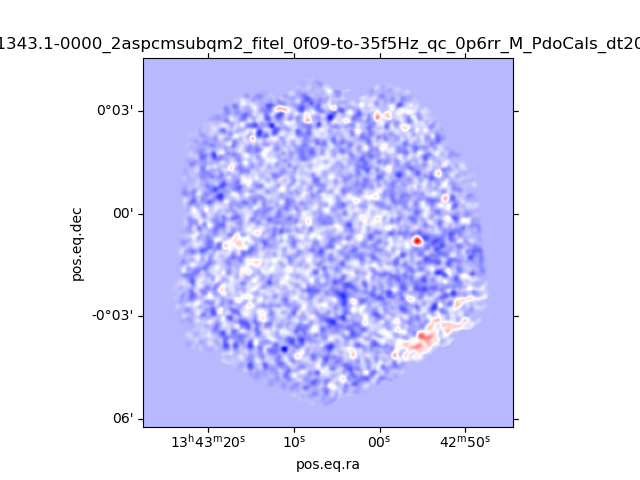 1343.1-0000_2aspcmsubqm2_fitel_0f09-to-35f5Hz_qc_0p6rr_M_PdoCals_dt20
0°03'
00'
-0°03'
06'
pos.eq.dec
13h43m20s 10s 00s 42m50s
pos.eq.ra